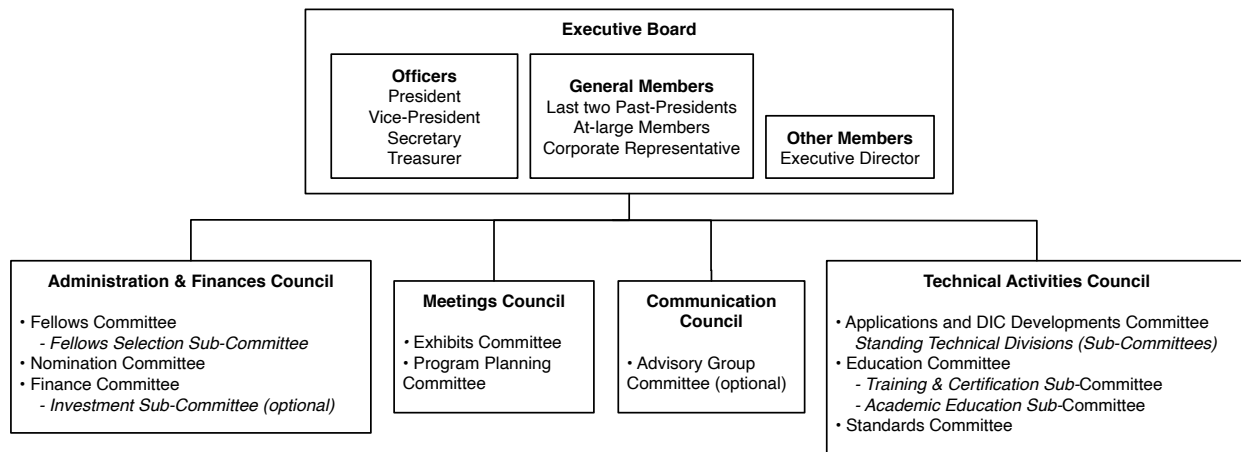 Executive Board
Officers
President
Vice-President
Secretary
Treasurer
General Members
Last two Past-Presidents
At-large Members
Corporate Representative
Other Members
Executive Director
Administration & Finances Council
• Fellows Committee
- Fellows Selection Sub-Committee
• Nomination Committee
• Finance Committee
- Investment Sub-Committee (optional)
Meetings Council
• Exhibits Committee
• Program Planning
Committee
Communication
Council
• Advisory Group
Committee (optional)
Technical Activities Council
• Applications and DIC Developments Committee
Standing Technical Divisions (Sub-Committees)
• Education Committee
- Training & Certification Sub-Committee
- Academic Education Sub-Committee
• Standards Committee